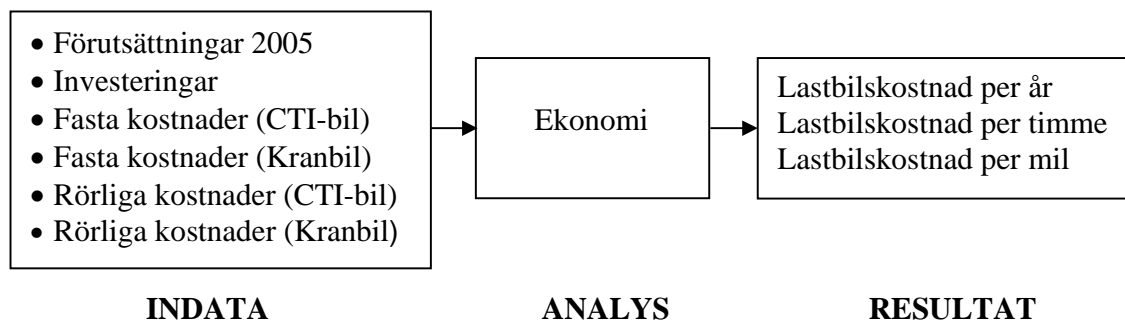 • Förutsättningar 2005
• Investeringar
• Fasta kostnader (CTI-bil)
• Fasta kostnader (Kranbil)
• Rörliga kostnader (CTI-bil)
• Rörliga kostnader (Kranbil)
Ekonomi
Lastbilskostnad per år
Lastbilskostnad per timme
Lastbilskostnad per mil
INDATA
ANALYS
RESULTAT